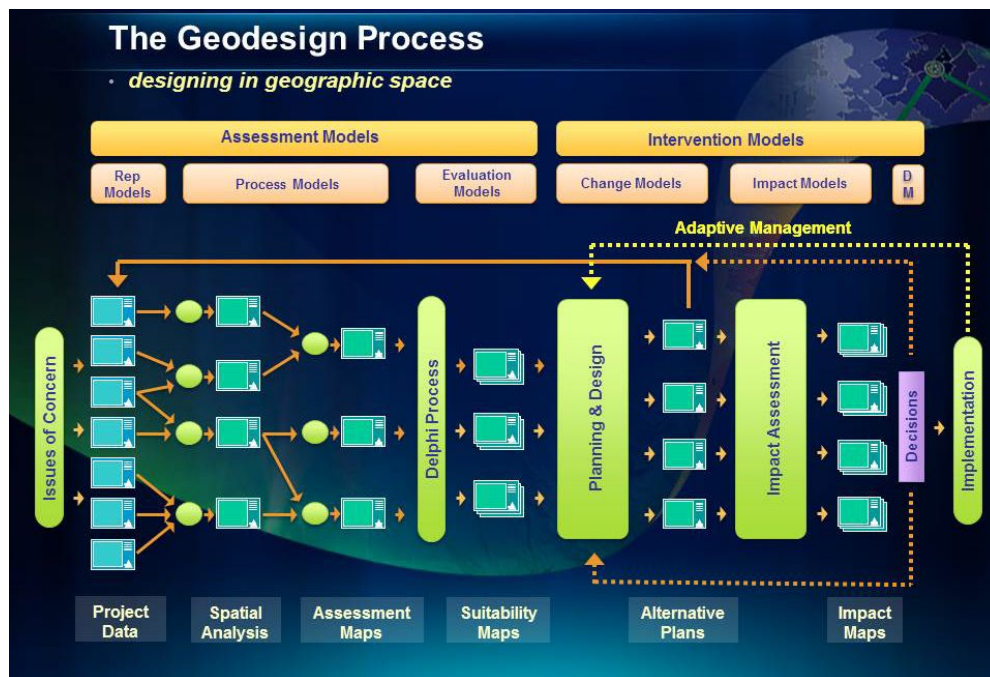 The Geodesign Process
• designing in geographic space
Assessment Models
Intervention Models
Rep
Models
Process Models
Evaluation
Models
Change Models
Impact Models
D
M
Adaptive Management
Issues of Concern
Delphi Process
Planning & Design
Impact Assessment
Decisions
Implementation
Project
Data
Spatial
Analysis
Assessment
Maps
Suitability
Maps
Alternative
Plans
Impact
Maps